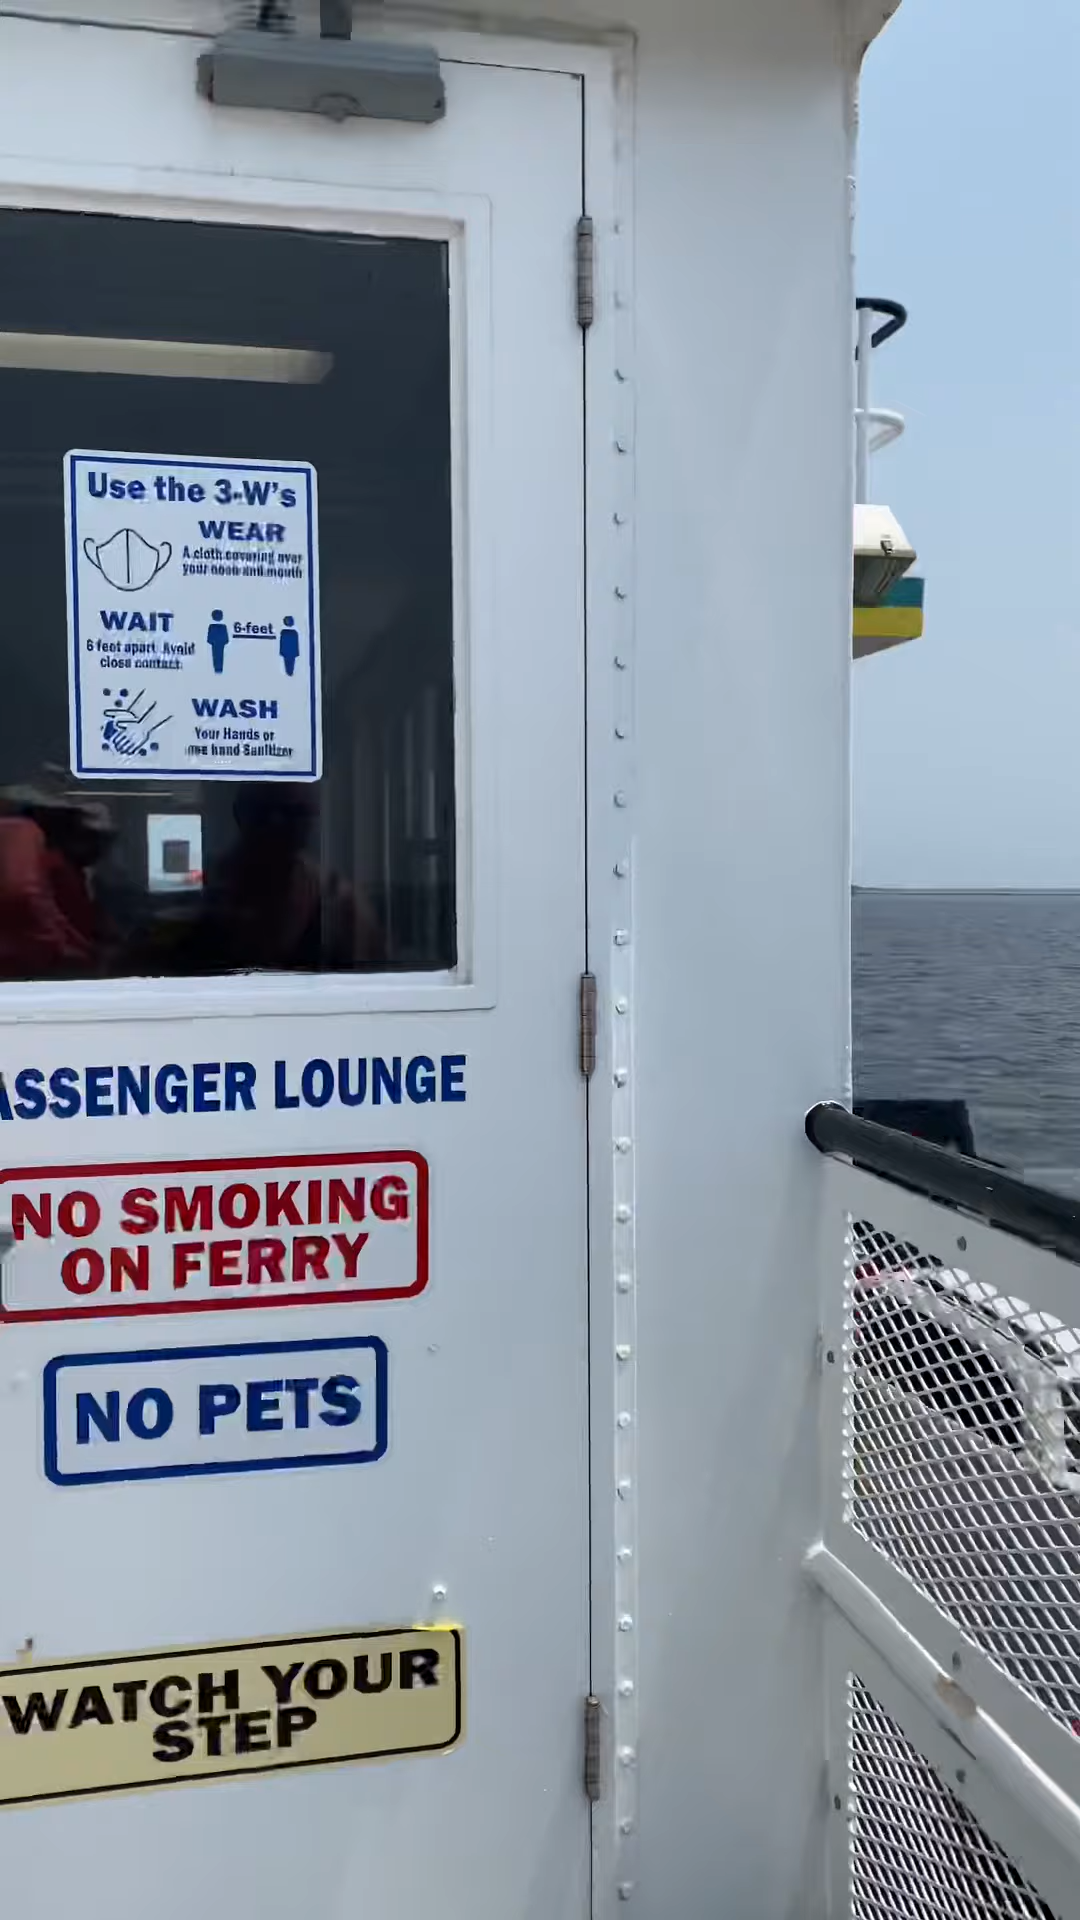 Use the 3-W's
WEAR
A cloth covering over
your nose and mouth
WAIT
6 feet apart. Avoid
close contact.
6-feet
WASH
Your Hands or
use hand Sanitizer
ASSENGER LOUNGE
NO SMOKING
ON FERRY
NO PETS
WATCH YOUR
STEP